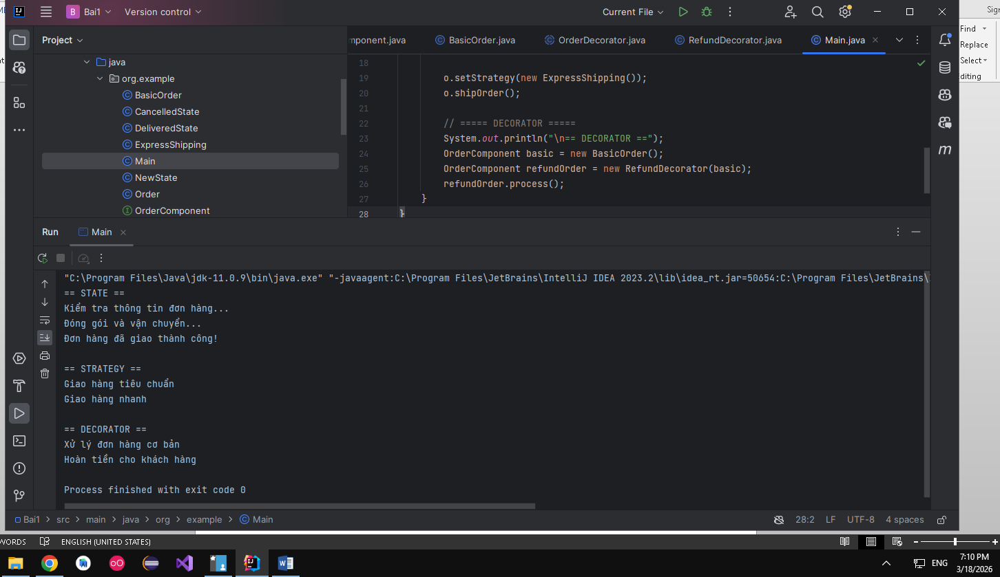 Bai1
Version control
Current File
Sign
Project
mponent.java
BasicOrder.java
OrderDecorator.java
RefundDecorator.java
Main.java
Find
Replace
Select
diting
java
org.example
BasicOrder
CancelledState
DeliveredState
ExpressShipping
Main
NewState
Order
OrderComponent
18
19 o.setStrategy(new ExpressShipping());
20 o.shipOrder();
21
22 // ===== DECORATOR =====
23 System.out.println("\n== DECORATOR ==");
24 OrderComponent basic = new BasicOrder();
25 OrderComponent refundOrder = new RefundDecorator(basic);
26 refundOrder.process();
27 }
28 }
Run
Main
"C:\Program Files\Java\jdk-11.0.9\bin\java.exe" "-javaagent:C:\Program Files\JetBrains\IntelliJ IDEA 2023.2\lib\idea_rt.jar=50654:C:\Program Files\JetBrains\
== STATE ==
Kiểm tra thông tin đơn hàng...
Đóng gói và vận chuyển...
Đơn hàng đã giao thành công!
== STRATEGY ==
Giao hàng tiêu chuẩn
Giao hàng nhanh
== DECORATOR ==
Xử lý đơn hàng cơ bản
Hoàn tiền cho khách hàng
Process finished with exit code 0
Bai1 > src > main > java > org > example > Main
28:2 LF UTF-8 4 spaces
WORDS ENGLISH (UNITED STATES)
ENG
7:10 PM
3/18/2026